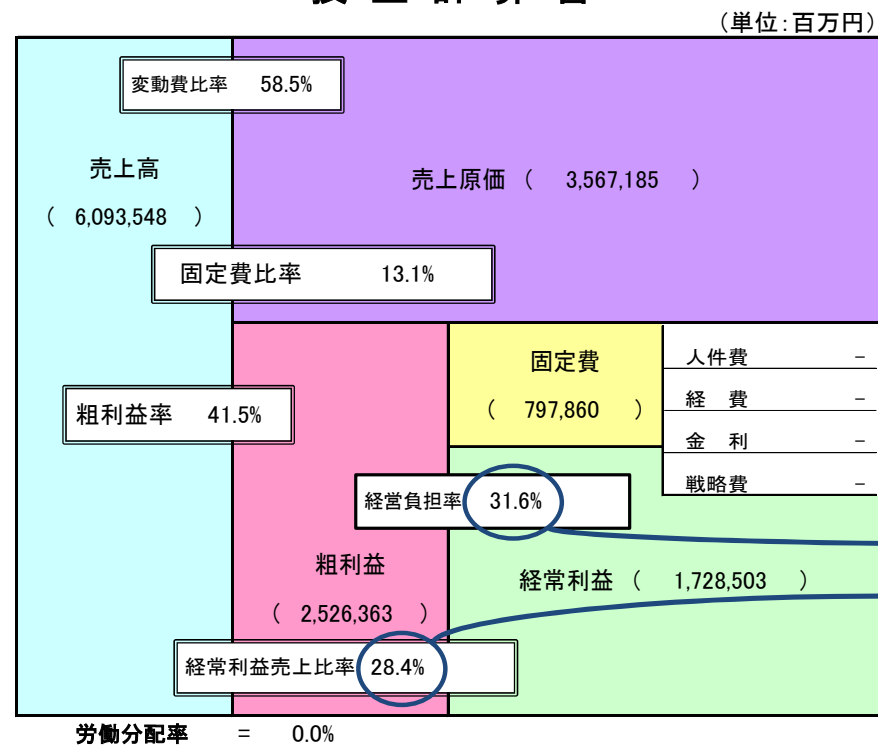 （単位：百万円）
変動費比率 58.5%
売上高
（ 6,093,548 ）
売上原価（ 3,567,185 ）
固定費比率 13.1%
固定費
（ 797,860 ）
人件費 －
経 費 －
金 利 －
戦略費 －
粗利益率 41.5%
経営負担率 31.6%
粗利益
（ 2,526,363 ）
経常利益（ 1,728,503 ）
経常利益売上比率 28.4%
労働分配率 = 0.0%